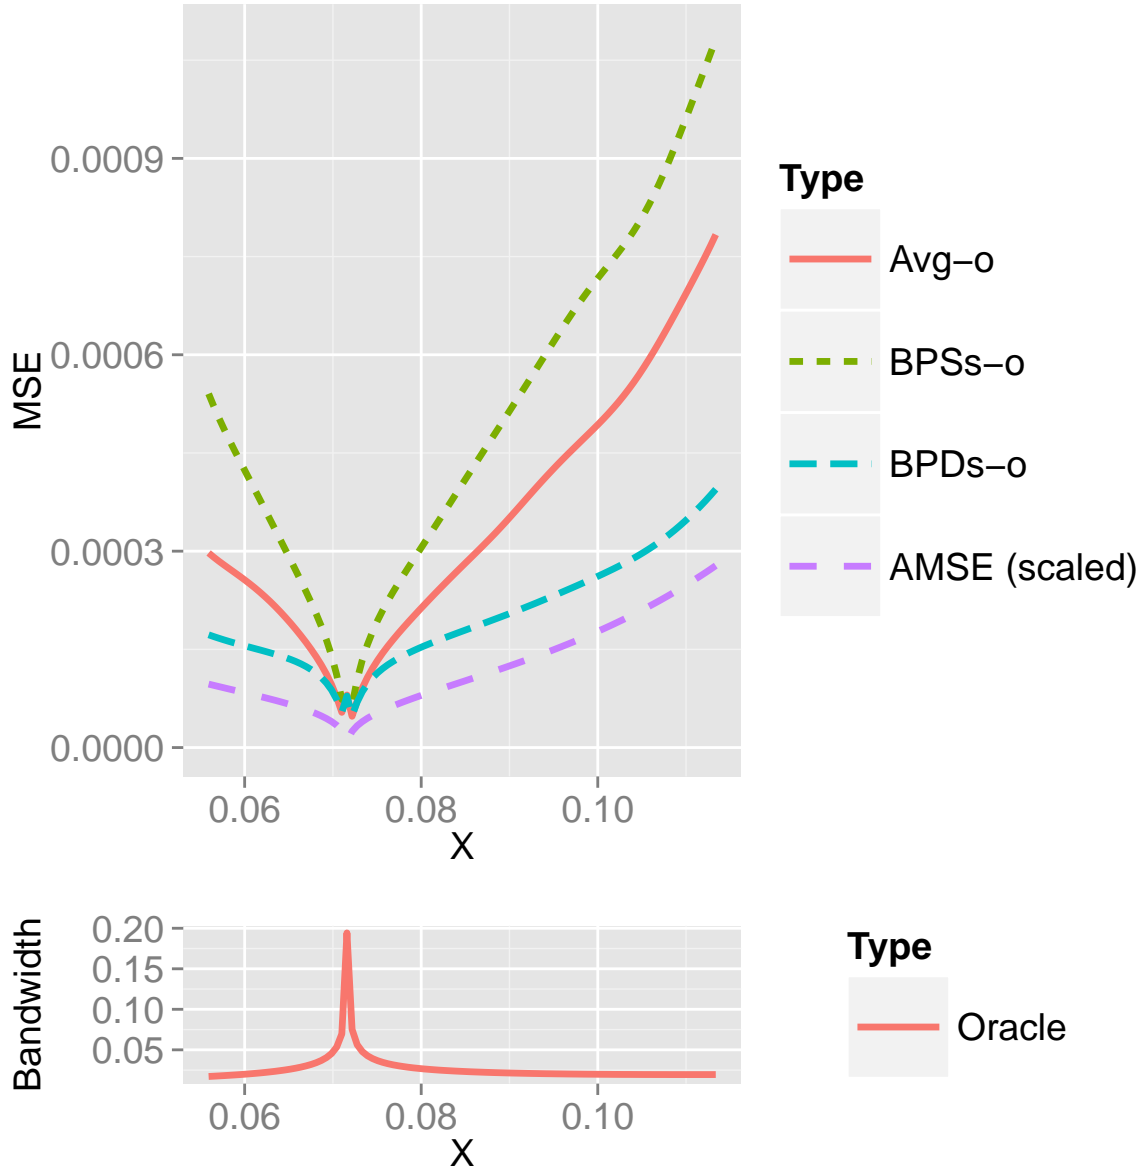 MSE
0.0009
0.0006
0.0003
0.0000
0.06 0.08 0.10
X
Type
Avg−o
BPSs−o
BPDs−o
AMSE (scaled)
Bandwidth
0.20
0.15
0.10
0.05
0.06 0.08 0.10
X
Type
Oracle